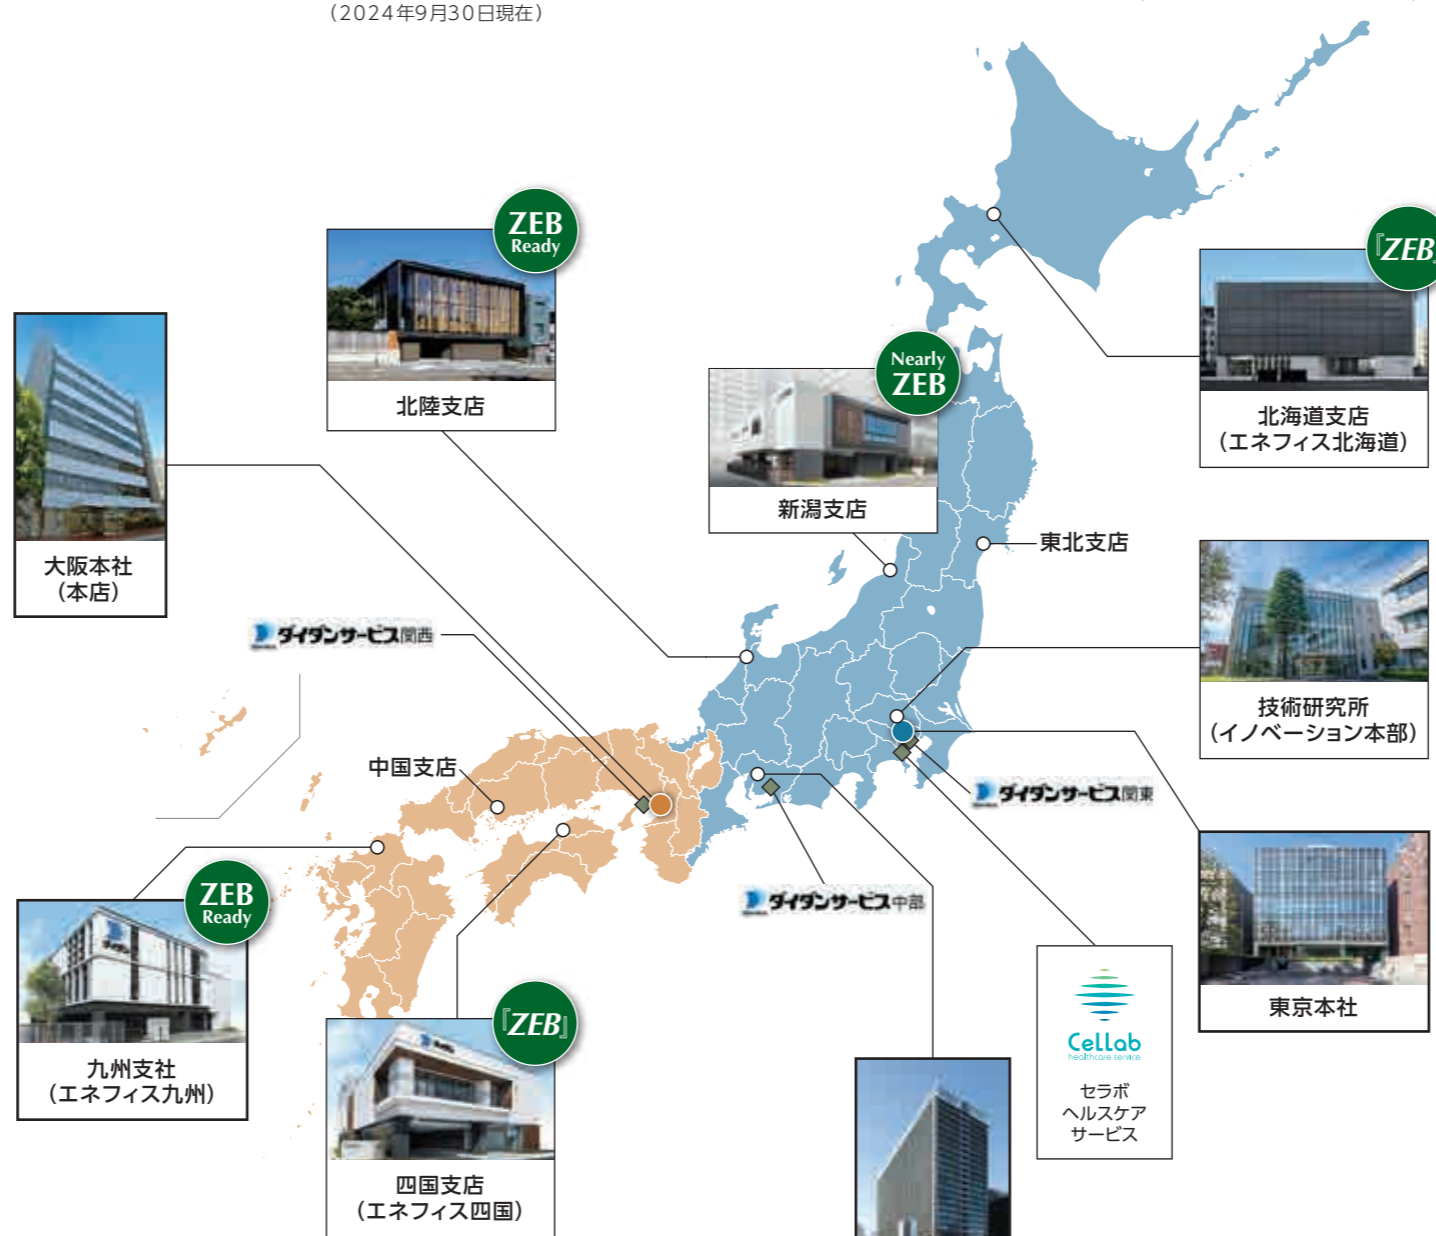 （2024年9月30日現在）
ZEB
Ready
北陸支店
『ZEB』
北海道支店
（エネフィス北海道）
Nearly
ZEB
新潟支店
大阪本社
（本店）
東北支店
ダイダンサービス関西
技術研究所
（イノベーション本部）
中国支店
ダイダンサービス関東
ダイダンサービス中部
ZEB
Ready
九州支社
（エネフィス九州）
東京本社
『ZEB』
四国支店
（エネフィス四国）
CeLLab
healthcare service
セラボ
ヘルスケア
サービス